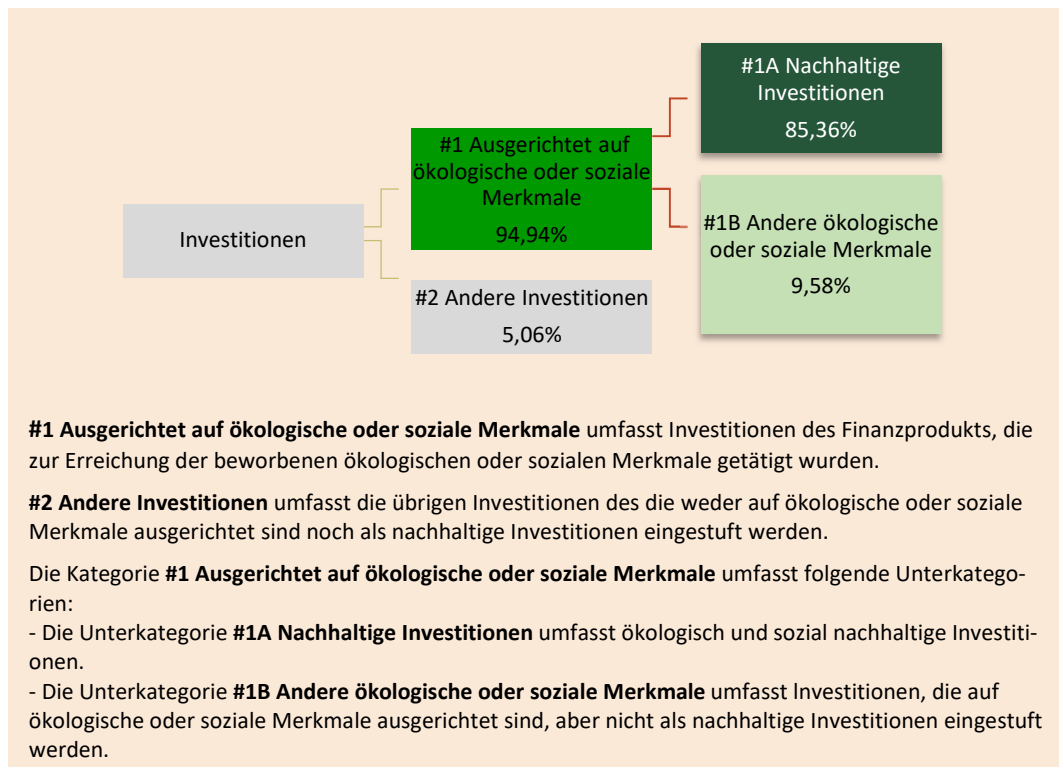 Investitionen
#1 Ausgerichtet auf
ökologische oder soziale
Merkmale
94,94%
#2 Andere Investitionen
5,06%
#1A Nachhaltige
Investitionen
85,36%
#1B Andere ökologische
oder soziale Merkmale
9,58%
#1 Ausgerichtet auf ökologische oder soziale Merkmale umfasst Investitionen des Finanzprodukts, die
zur Erreichung der beworbenen ökologischen oder sozialen Merkmale getätigt wurden.
#2 Andere Investitionen umfasst die übrigen Investitionen des die weder auf ökologische oder soziale
Merkmale ausgerichtet sind noch als nachhaltige Investitionen eingestuft werden.
Die Kategorie #1 Ausgerichtet auf ökologische oder soziale Merkmale umfasst folgende Unterkatego-
rien:
- Die Unterkategorie #1A Nachhaltige Investitionen umfasst ökologisch und sozial nachhaltige Investiti-
onen.
- Die Unterkategorie #1B Andere ökologische oder soziale Merkmale umfasst Investitionen, die auf
ökologische oder soziale Merkmale ausgerichtet sind, aber nicht als nachhaltige Investitionen eingestuft
werden.